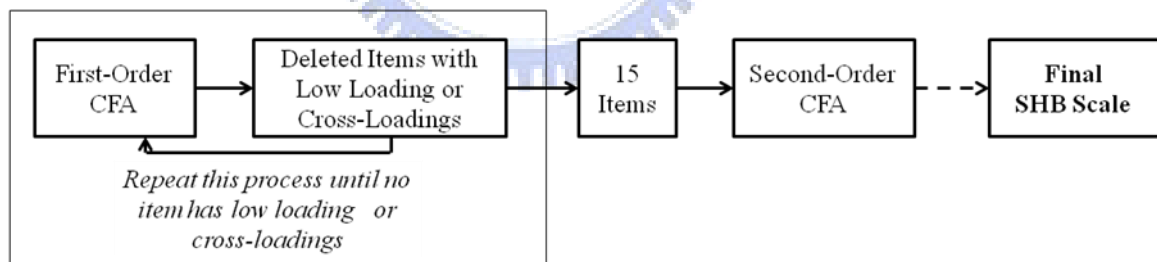 First-Order
CFA
Deleted Items with
Low Loading or
Cross-Loadings
15
Items
Second-Order
CFA
Final
SHB Scale
Repeat this process until no
item has low loading or
cross-loadings